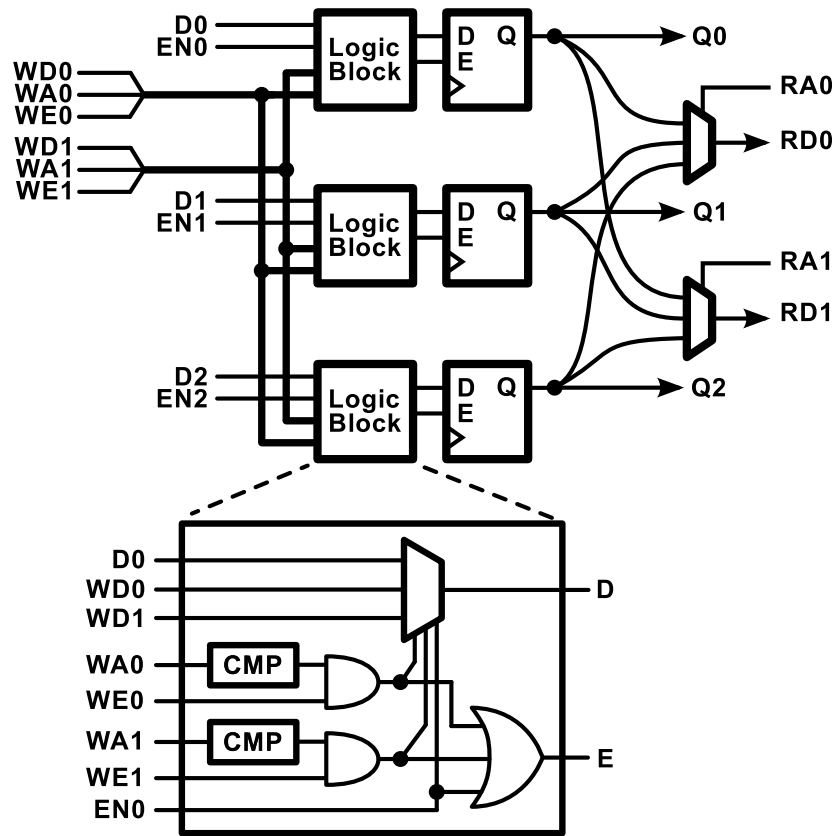 D0
EN0
WD0
WA0
WE0
WD1
WA1
WE1
Logic
Block
D Q
E
Q0
RA0
RD0
D1
EN1
Logic
Block
D Q
E
Q1
RA1
RD1
D2
EN2
Logic
Block
D Q
E
Q2
D0
WD0
WD1
D
WA0
CMP
WE0
WA1
CMP
WE1
E
EN0